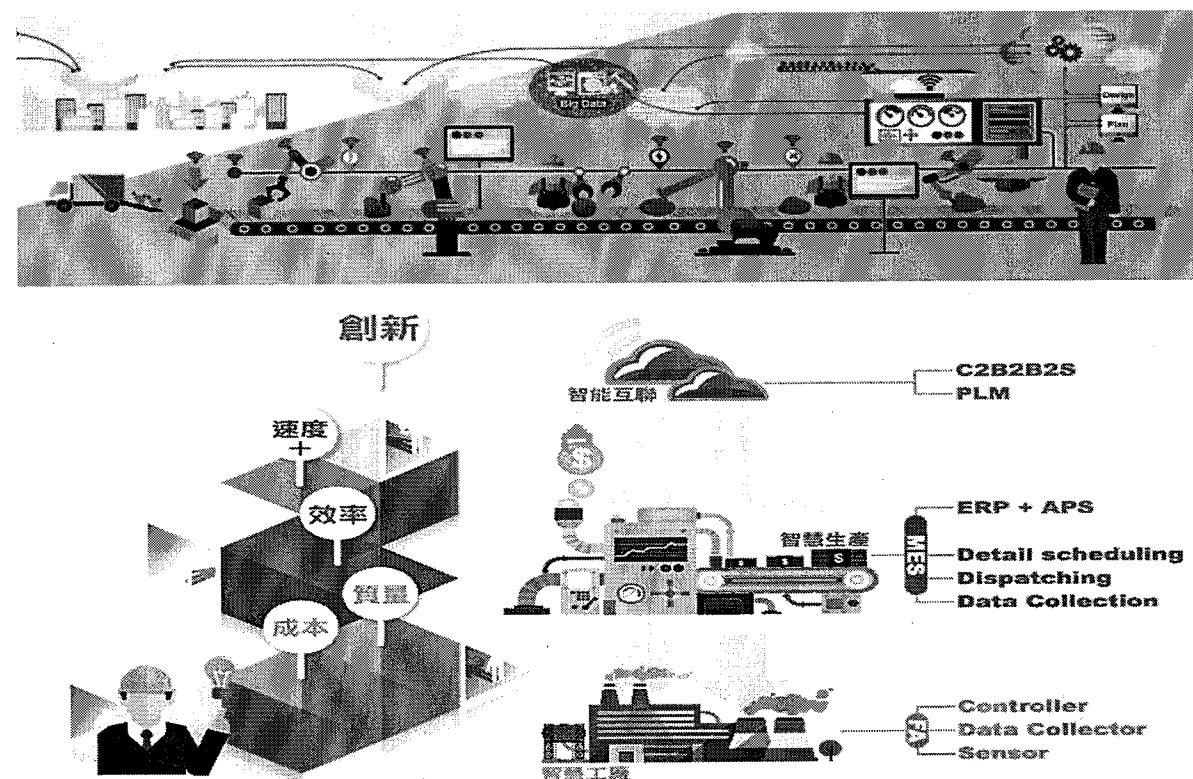 Big Data
Design
Plan
創新
速度
+
效率
質量
成本
智能互聯
C2B2B2S
PLM
智慧生產
$
S
MES
ERP + APS
Detail scheduling
Dispatching
Data Collection
FA
Controller
Data Collector
Sensor
智慧工廠